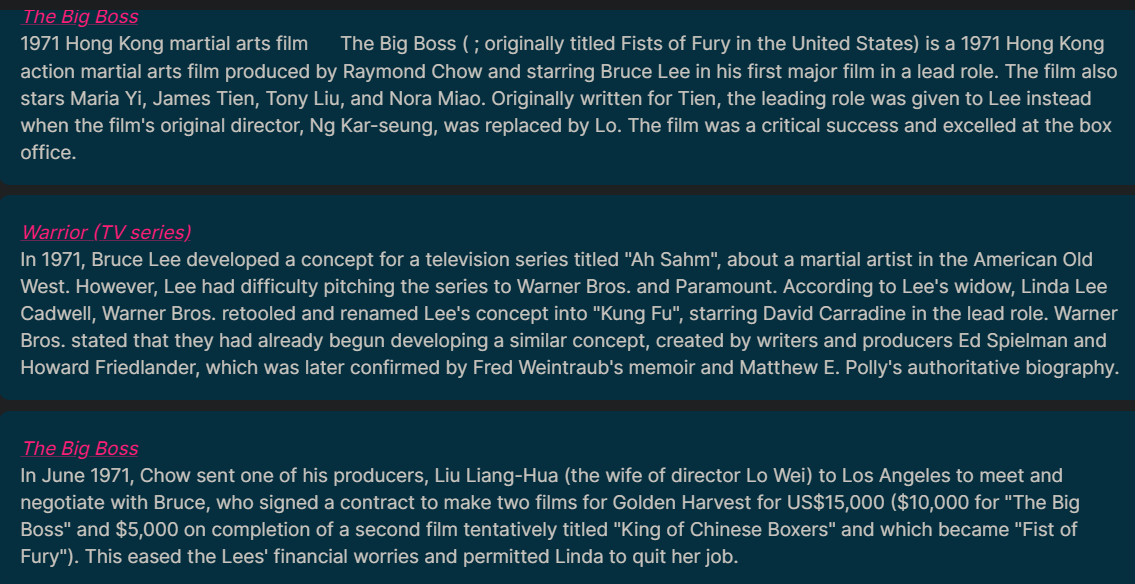 The Big Boss
1971 Hong Kong martial arts film The Big Boss ( ; originally titled Fists of Fury in the United States) is a 1971 Hong Kong
action martial arts film produced by Raymond Chow and starring Bruce Lee in his first major film in a lead role. The film also
stars Maria Yi, James Tien, Tony Liu, and Nora Miao. Originally written for Tien, the leading role was given to Lee instead
when the film's original director, Ng Kar-seung, was replaced by Lo. The film was a critical success and excelled at the box
office.
Warrior (TV series)
In 1971, Bruce Lee developed a concept for a television series titled "Ah Sahm", about a martial artist in the American Old
West. However, Lee had difficulty pitching the series to Warner Bros. and Paramount. According to Lee's widow, Linda Lee
Cadwell, Warner Bros. retooled and renamed Lee's concept into "Kung Fu", starring David Carradine in the lead role. Warner
Bros. stated that they had already begun developing a similar concept, created by writers and producers Ed Spielman and
Howard Friedlander, which was later confirmed by Fred Weintraub's memoir and Matthew E. Polly's authoritative biography.
The Big Boss
In June 1971, Chow sent one of his producers, Liu Liang-Hua (the wife of director Lo Wei) to Los Angeles to meet and
negotiate with Bruce, who signed a contract to make two films for Golden Harvest for US$15,000 ($10,000 for "The Big
Boss" and $5,000 on completion of a second film tentatively titled "King of Chinese Boxers" and which became "Fist of
Fury"). This eased the Lees' financial worries and permitted Linda to quit her job.